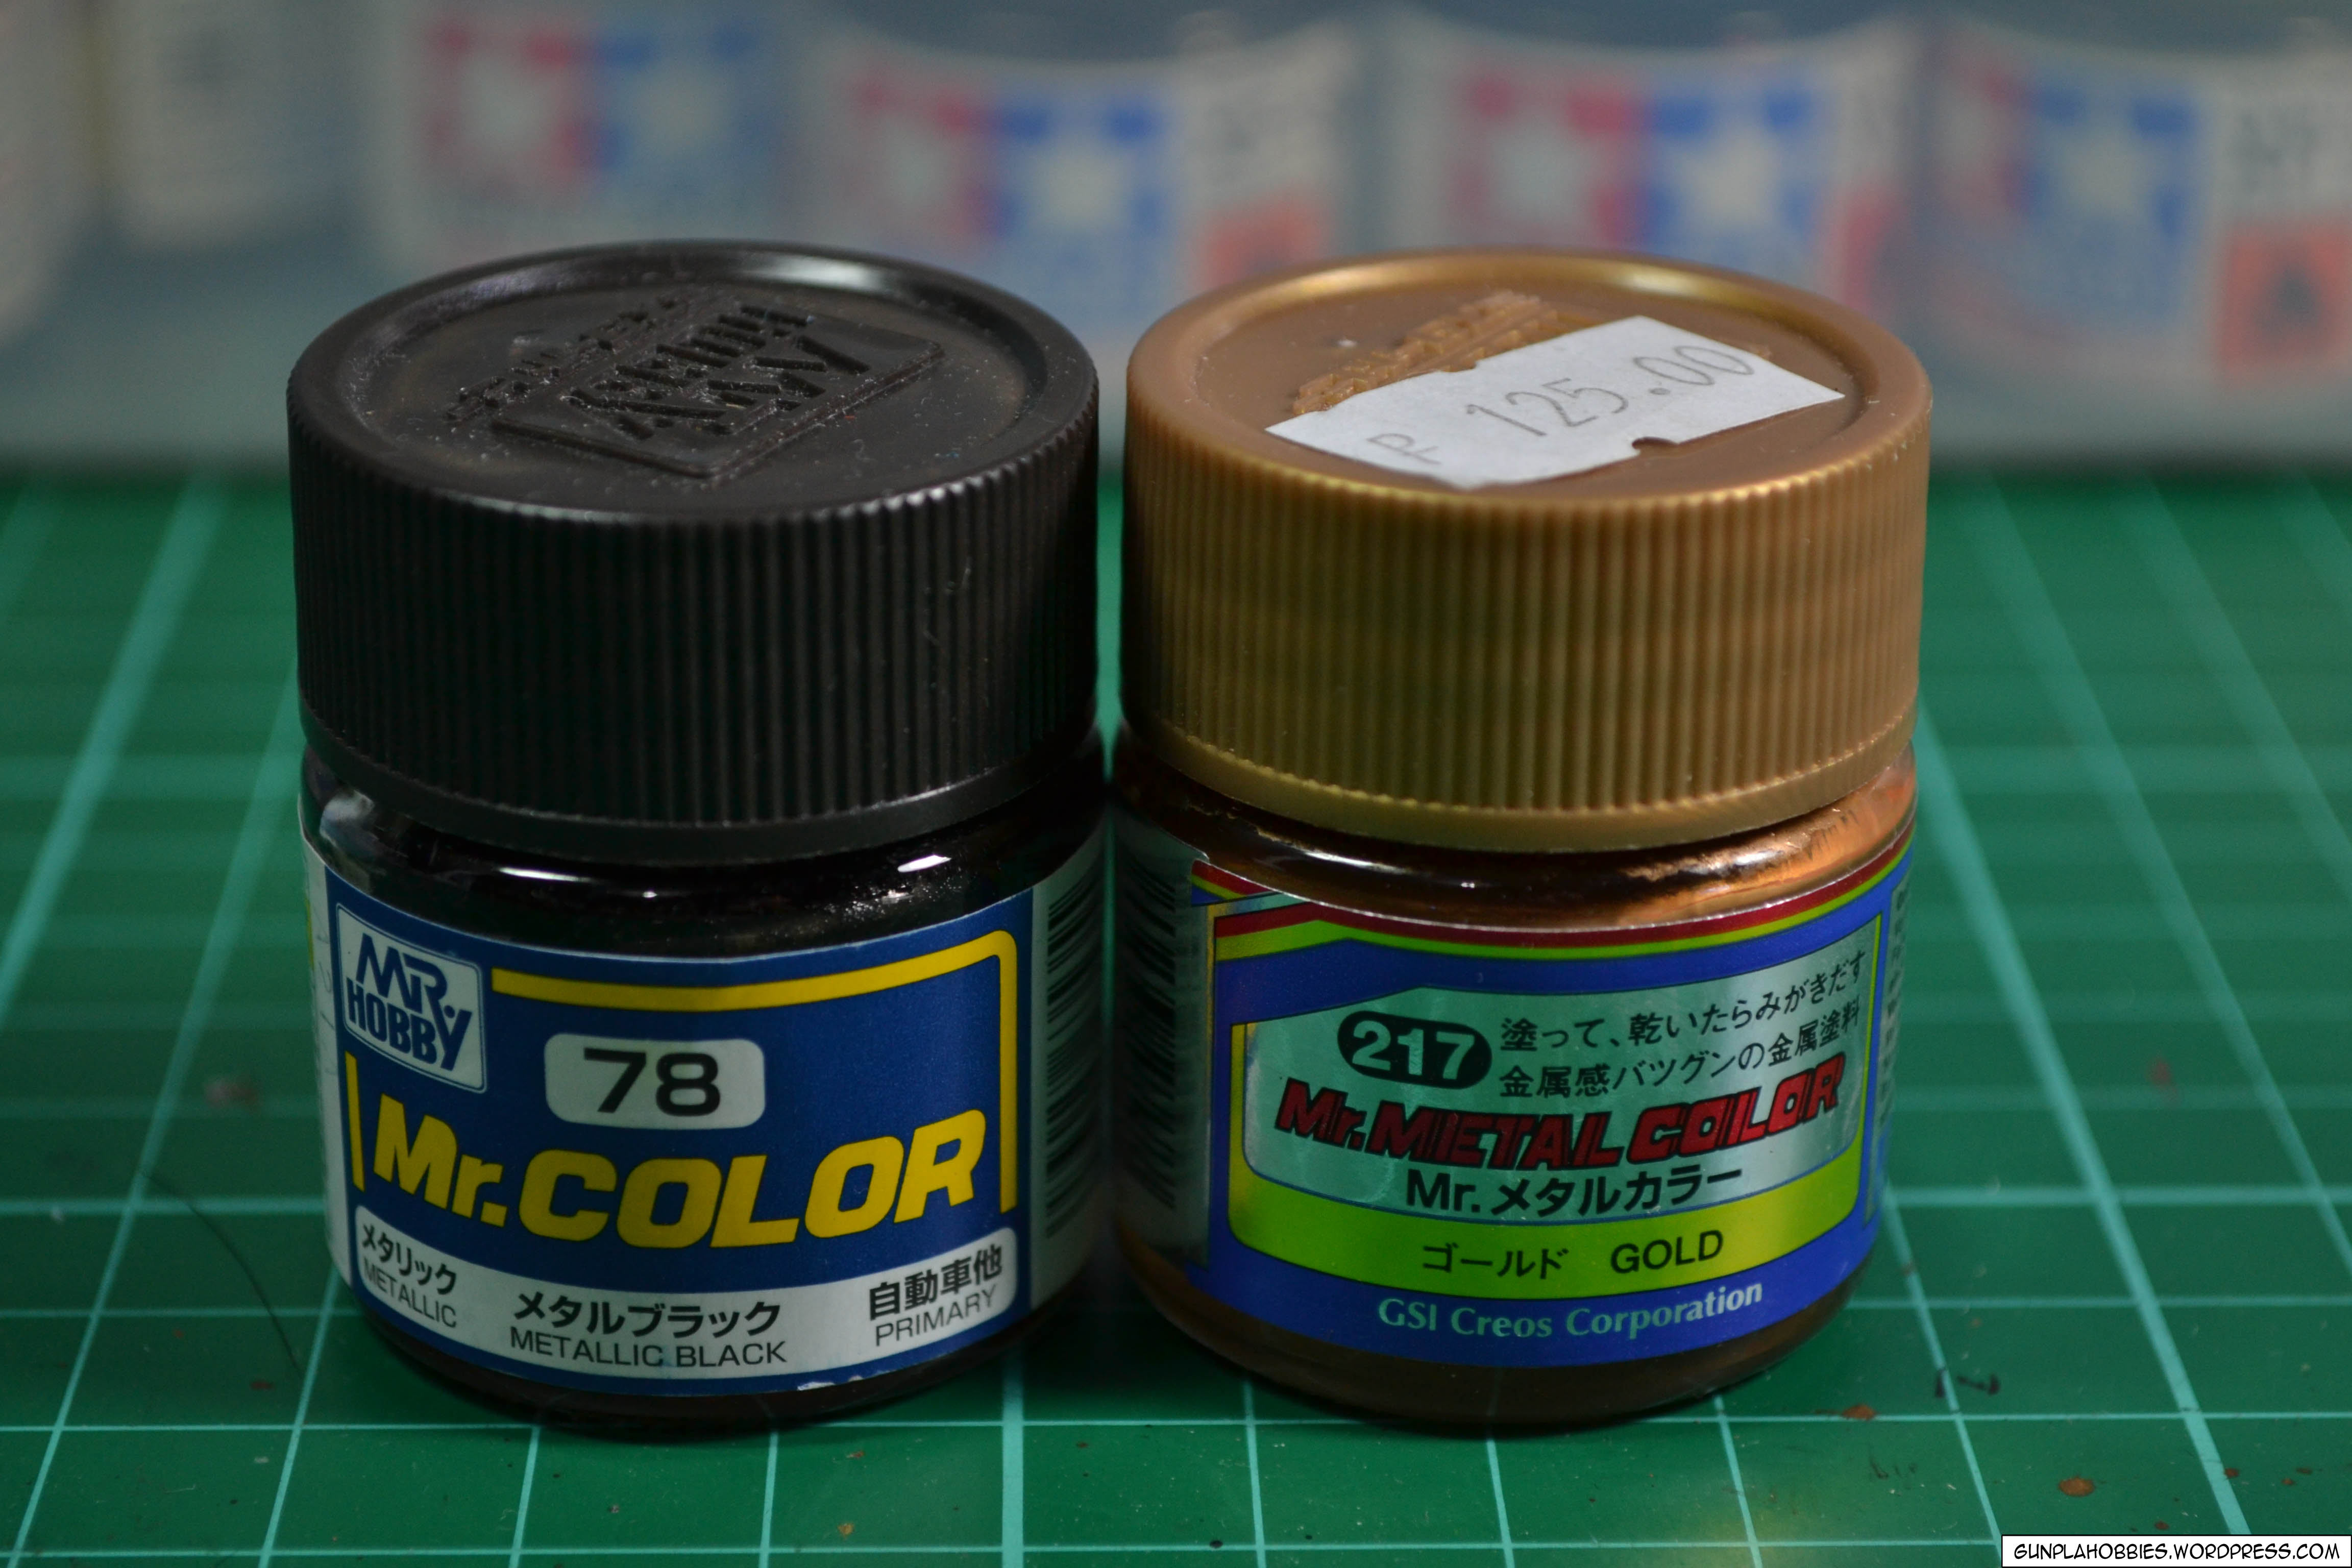 MR.
HOBBY
78
Mr.COLOR
メタリック
METALLIC
メタルブラック
METALLIC BLACK
自動車他
PRIMARY
P 125.00
217
塗って、乾いたらみがきだす
金属感バツグンの金属塗料
Mr.METAL COLOR
Mr.メタルカラー
ゴールド GOLD
GSI Creos Corporation
GUNPLAHOBBIES.WORDPRESS.COM